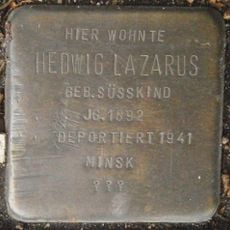 HIER WOHNTE
HEDWIG LAZARUS
GEB. SÜSSKIND
JG. 1892
DEPORTIERT 1941
MINSK
???